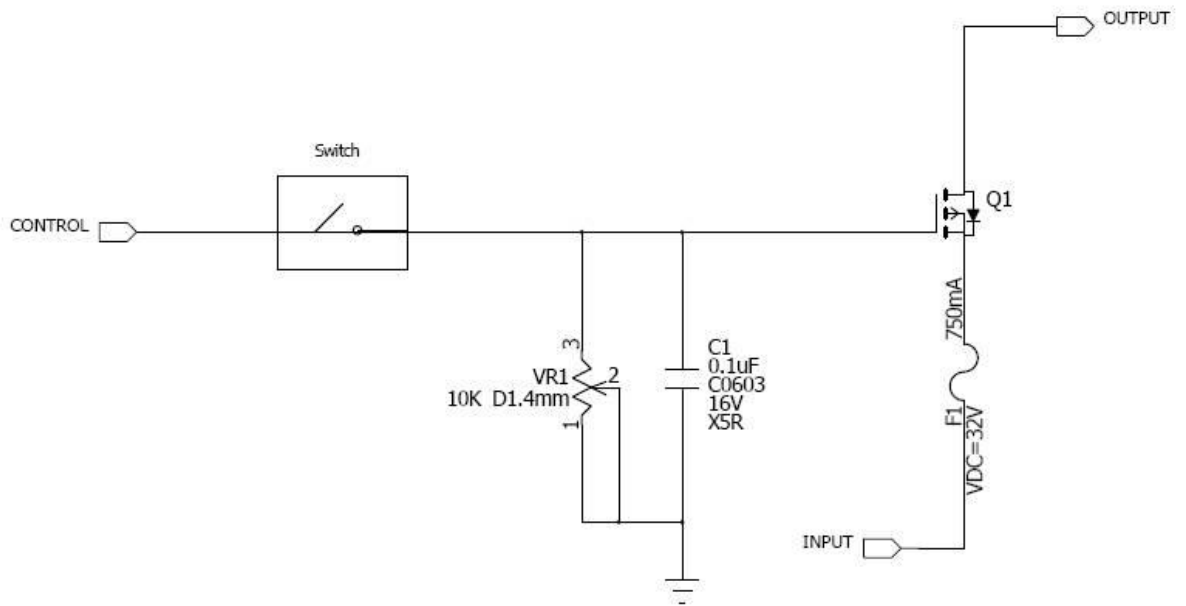 OUTPUT
Switch
Q1
CONTROL
750mA
3
C1
VR1
2
0.1uF
10K D1.4mm
C0603
16V
1
X5R
F1
VDC=32V
INPUT